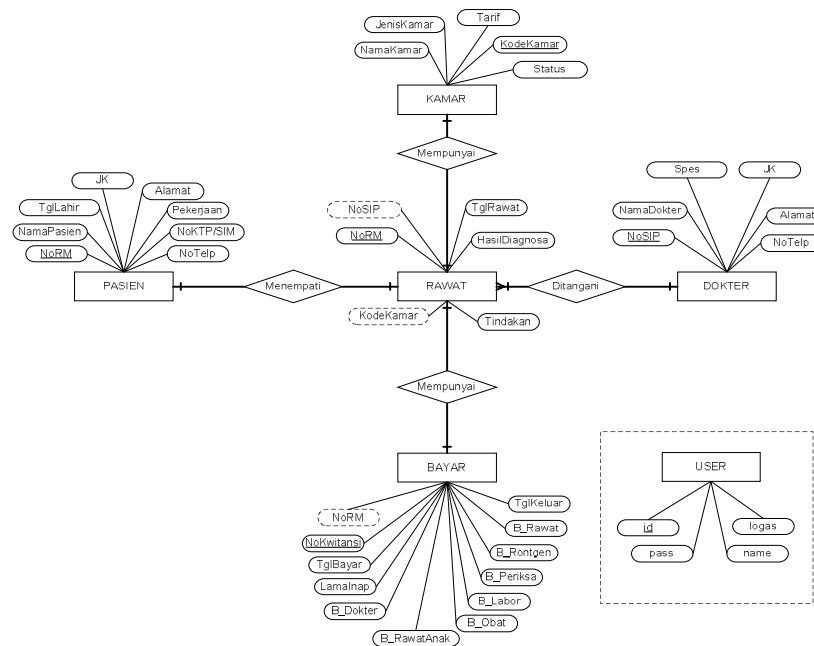 JenisKamar
Tarif
NamaKamar
KodeKamar
Status
KAMAR
Mempunyai
JK
Alamat
TglLahir
Pekerjaan
NamaPasien
NoKTP/SIM
NoRM
NoTelp
PASIEN
Menempati
NoSIP
TglRawat
NoRM
HasilDiagnosa
RAWAT
KodeKamar
Tindakan
Ditangani
Spes
JK
NamaDokter
Alamat
NoSIP
NoTelp
DOKTER
Mempunyai
BAYAR
NoRM
TglKeluar
NoKwitansi
B_Rawat
TglBayar
B_Rontgen
LamaInap
B_Periksa
B_Dokter
B_Labor
B_Obat
B_RawatAnak
USER
id
logas
pass
name